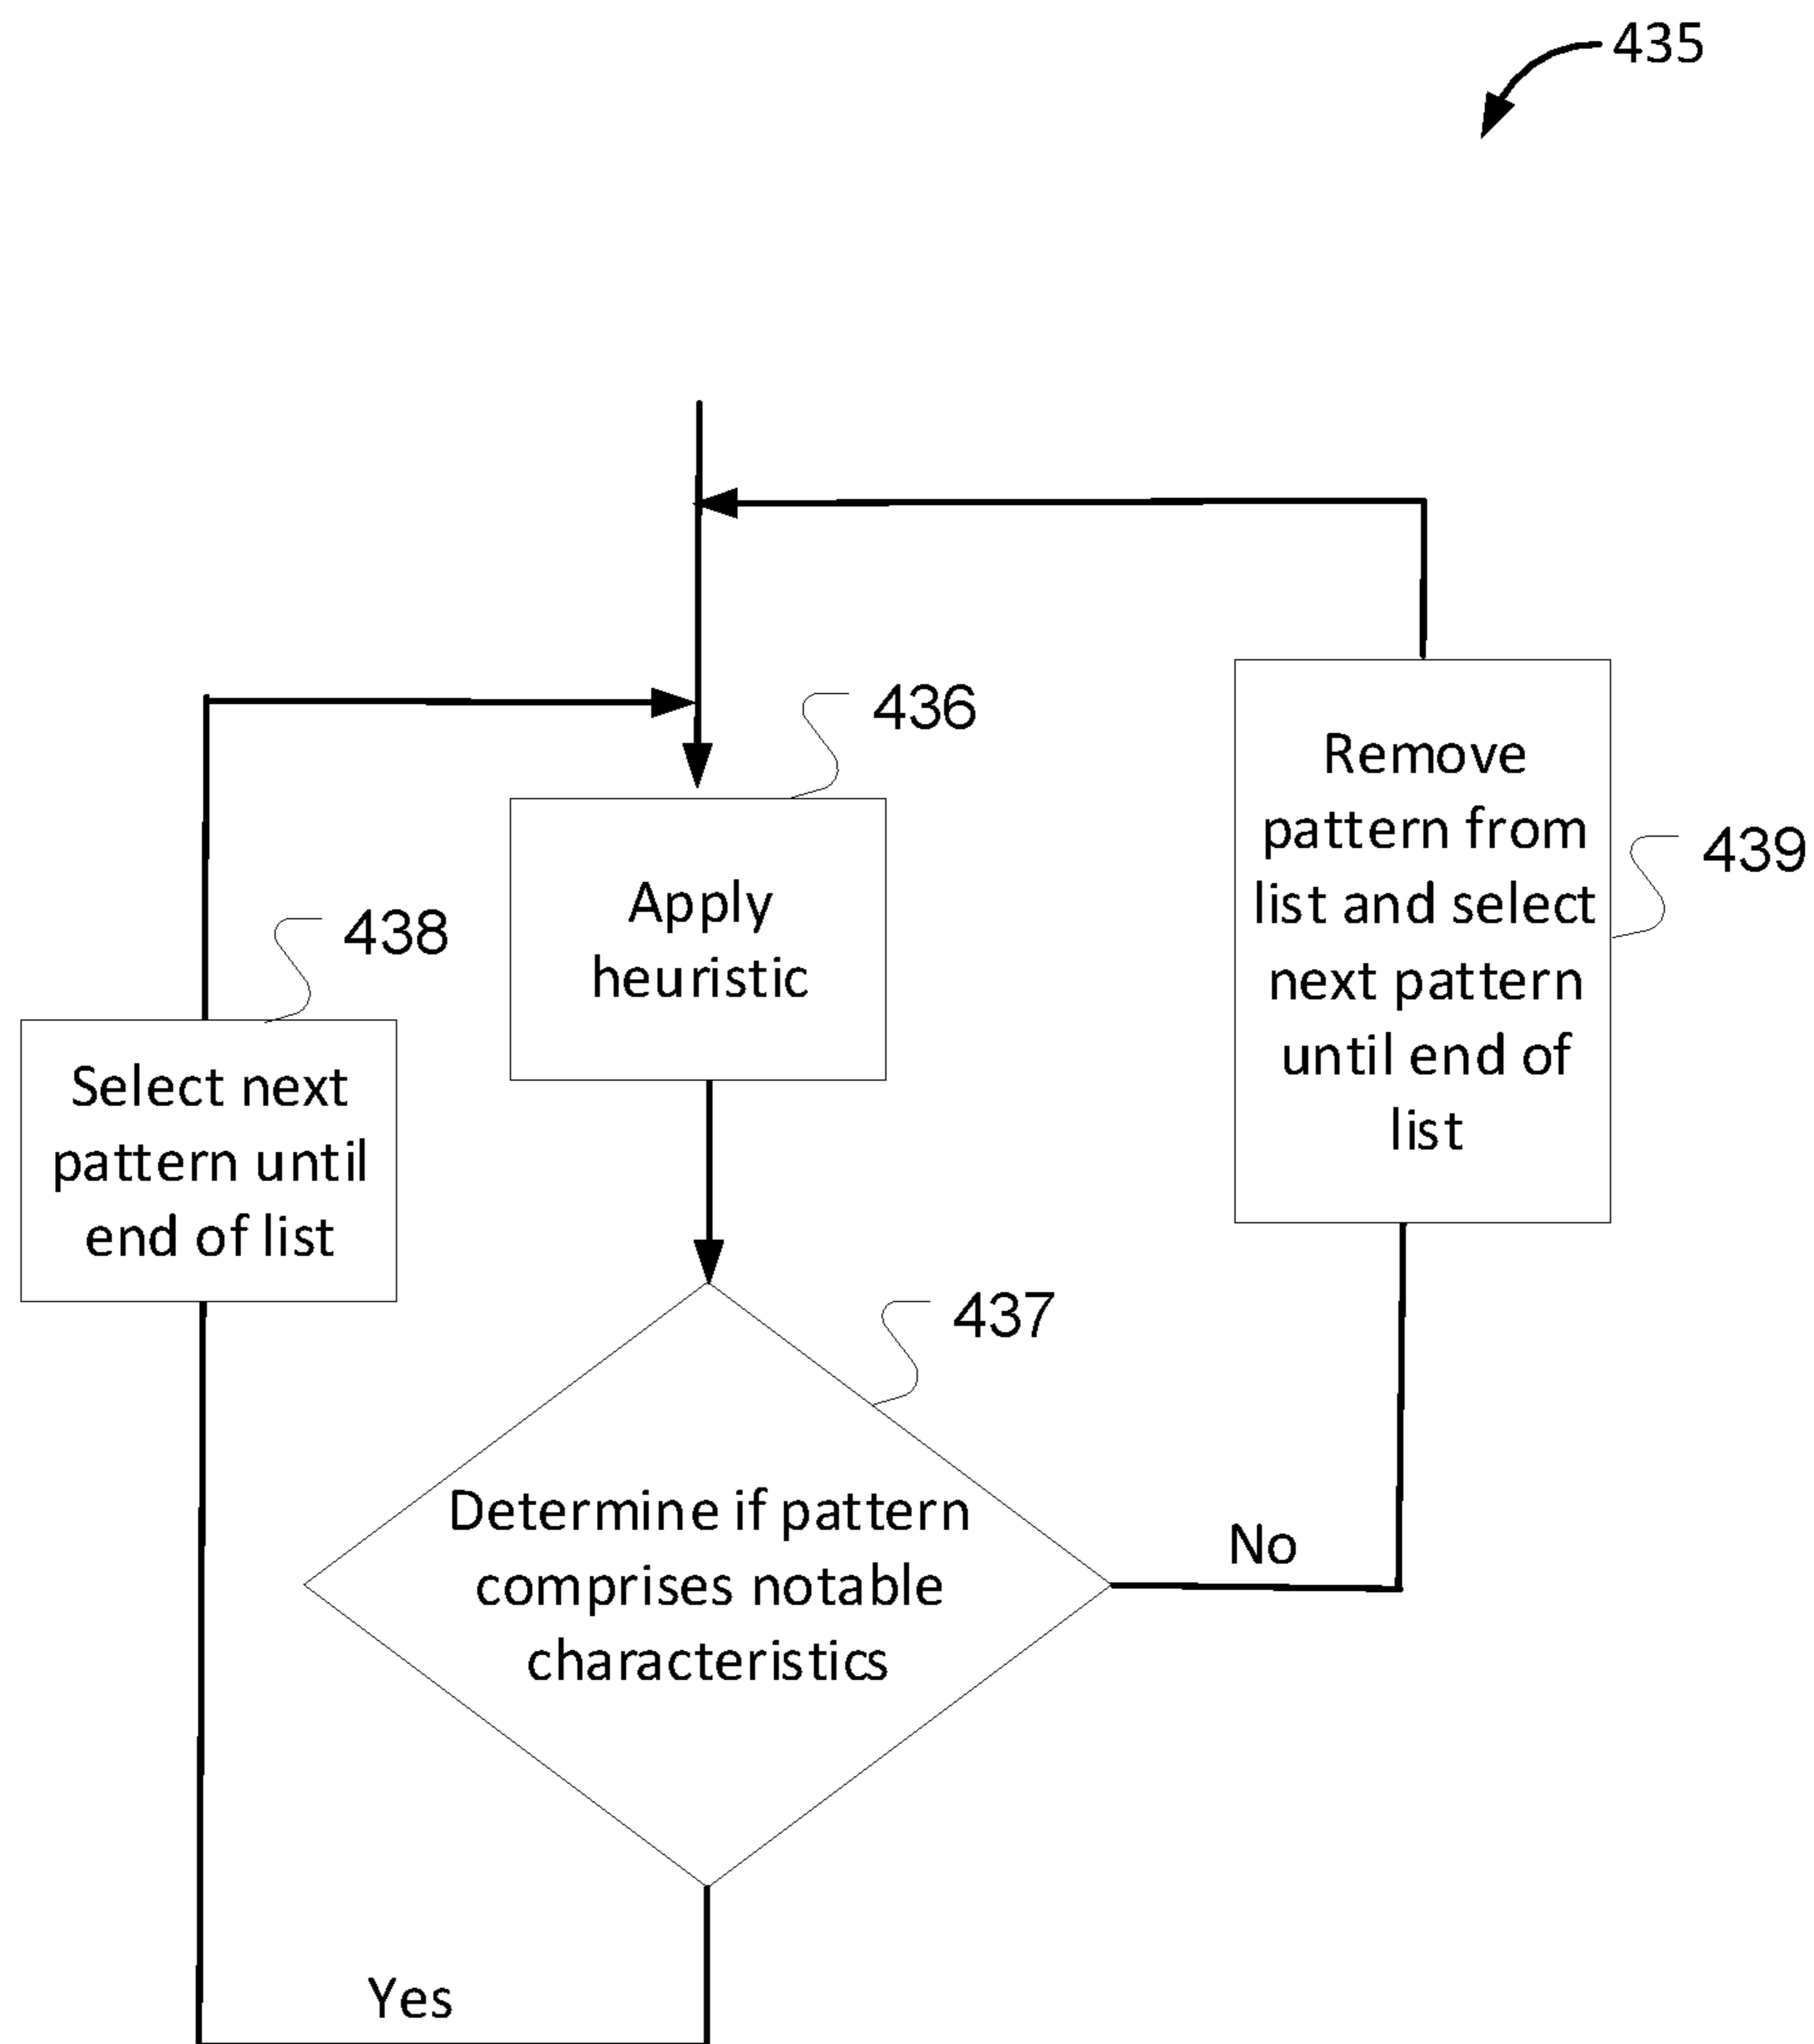 435
436
Apply
heuristic
438
Select next
pattern until
end of list
Remove
pattern from
list and select
next pattern
until end of
list
439
437
Determine if pattern
comprises notable
characteristics
No
Yes